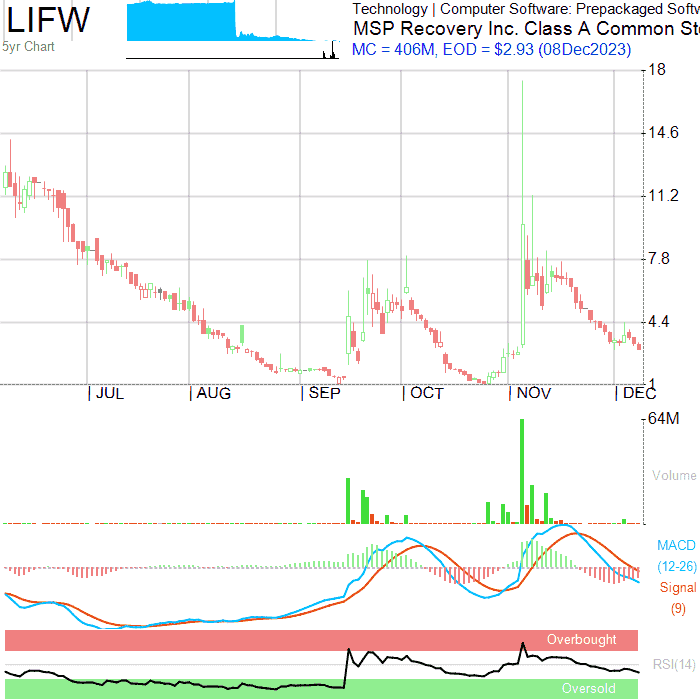 LIFW
5yr Chart
Technology | Computer Software: Prepackaged Softw
MSP Recovery Inc. Class A Common Sto
MC = 406M, EOD = $2.93 (08Dec2023)
18
14.6
11.2
7.8
4.4
1
JUL
AUG
SEP
OCT
NOV
DEC
64M
Volume
MACD
(12-26)
Signal
(9)
Overbought
RSI(14)
Oversold